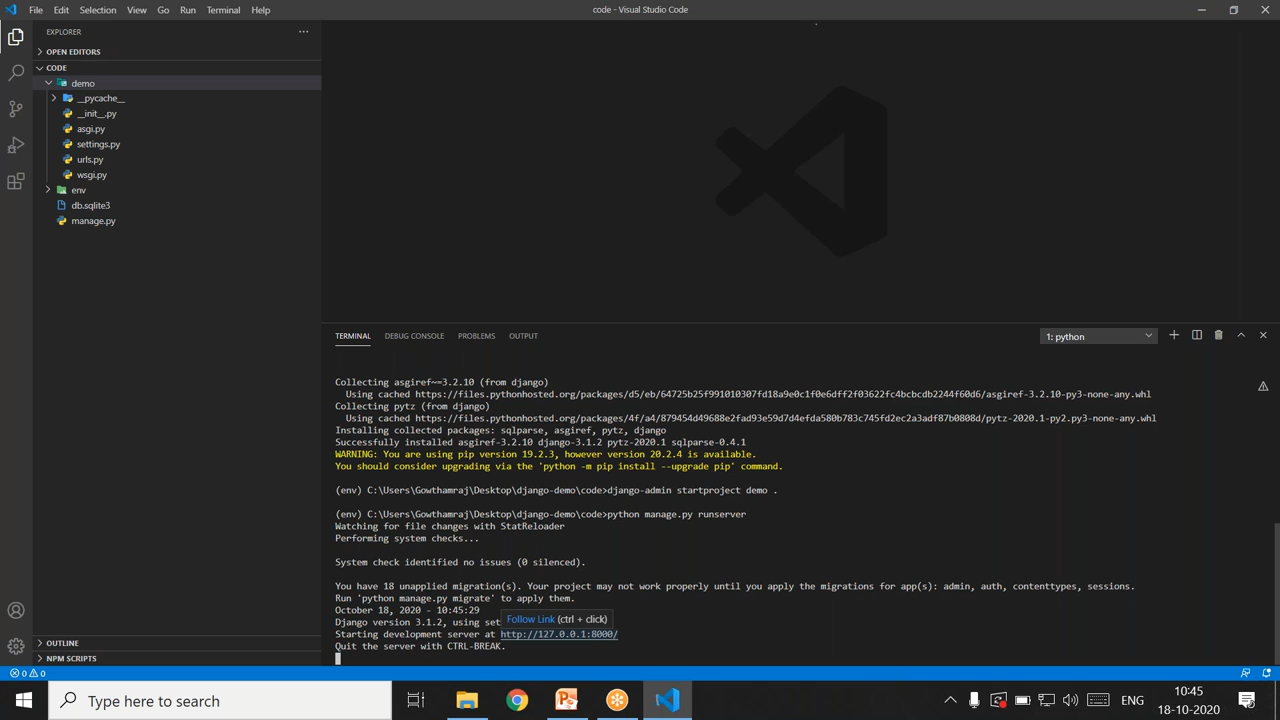 File Edit Selection View Go Run Terminal Help
code - Visual Studio Code
EXPLORER
OPEN EDITORS
CODE
demo
__pycache__
__init__.py
asgi.py
settings.py
urls.py
wsgi.py
env
db.sqlite3
manage.py
OUTLINE
NPM SCRIPTS
TERMINAL DEBUG CONSOLE PROBLEMS OUTPUT
1: python
Collecting asgiref~=3.2.10 (from django)
Using cached https://files.pythonhosted.org/packages/d5/eb/64725b25f991010307fd18a9e0c1f0e6dff2f03622fc4bcbcdb2244f60d6/asgiref-3.2.10-py3-none-any.whl
Collecting pytz (from django)
Using cached https://files.pythonhosted.org/packages/4f/a4/879454d49688e2fad93e59d7d4efda580b783c745fd2ec2a3adf87b0808d/pytz-2020.1-py2.py3-none-any.whl
Installing collected packages: sqlparse, asgiref, pytz, django
Successfully installed asgiref-3.2.10 django-3.1.2 pytz-2020.1 sqlparse-0.4.1
WARNING: You are using pip version 19.2.3, however version 20.2.4 is available.
You should consider upgrading via the 'python -m pip install --upgrade pip' command.
(env) C:\Users\Gowthamraj\Desktop\django-demo\code>django-admin startproject demo .
(env) C:\Users\Gowthamraj\Desktop\django-demo\code>python manage.py runserver
Watching for file changes with StatReloader
Performing system checks...
System check identified no issues (0 silenced).
You have 18 unapplied migration(s). Your project may not work properly until you apply the migrations for app(s): admin, auth, contenttypes, sessions.
Run 'python manage.py migrate' to apply them.
October 18, 2020 - 10:45:29
Django version 3.1.2, using set
Follow Link (ctrl + click)
Starting development server at http://127.0.0.1:8000/
Quit the server with CTRL-BREAK.
0 0
Type here to search
ENG
10:45
18-10-2020